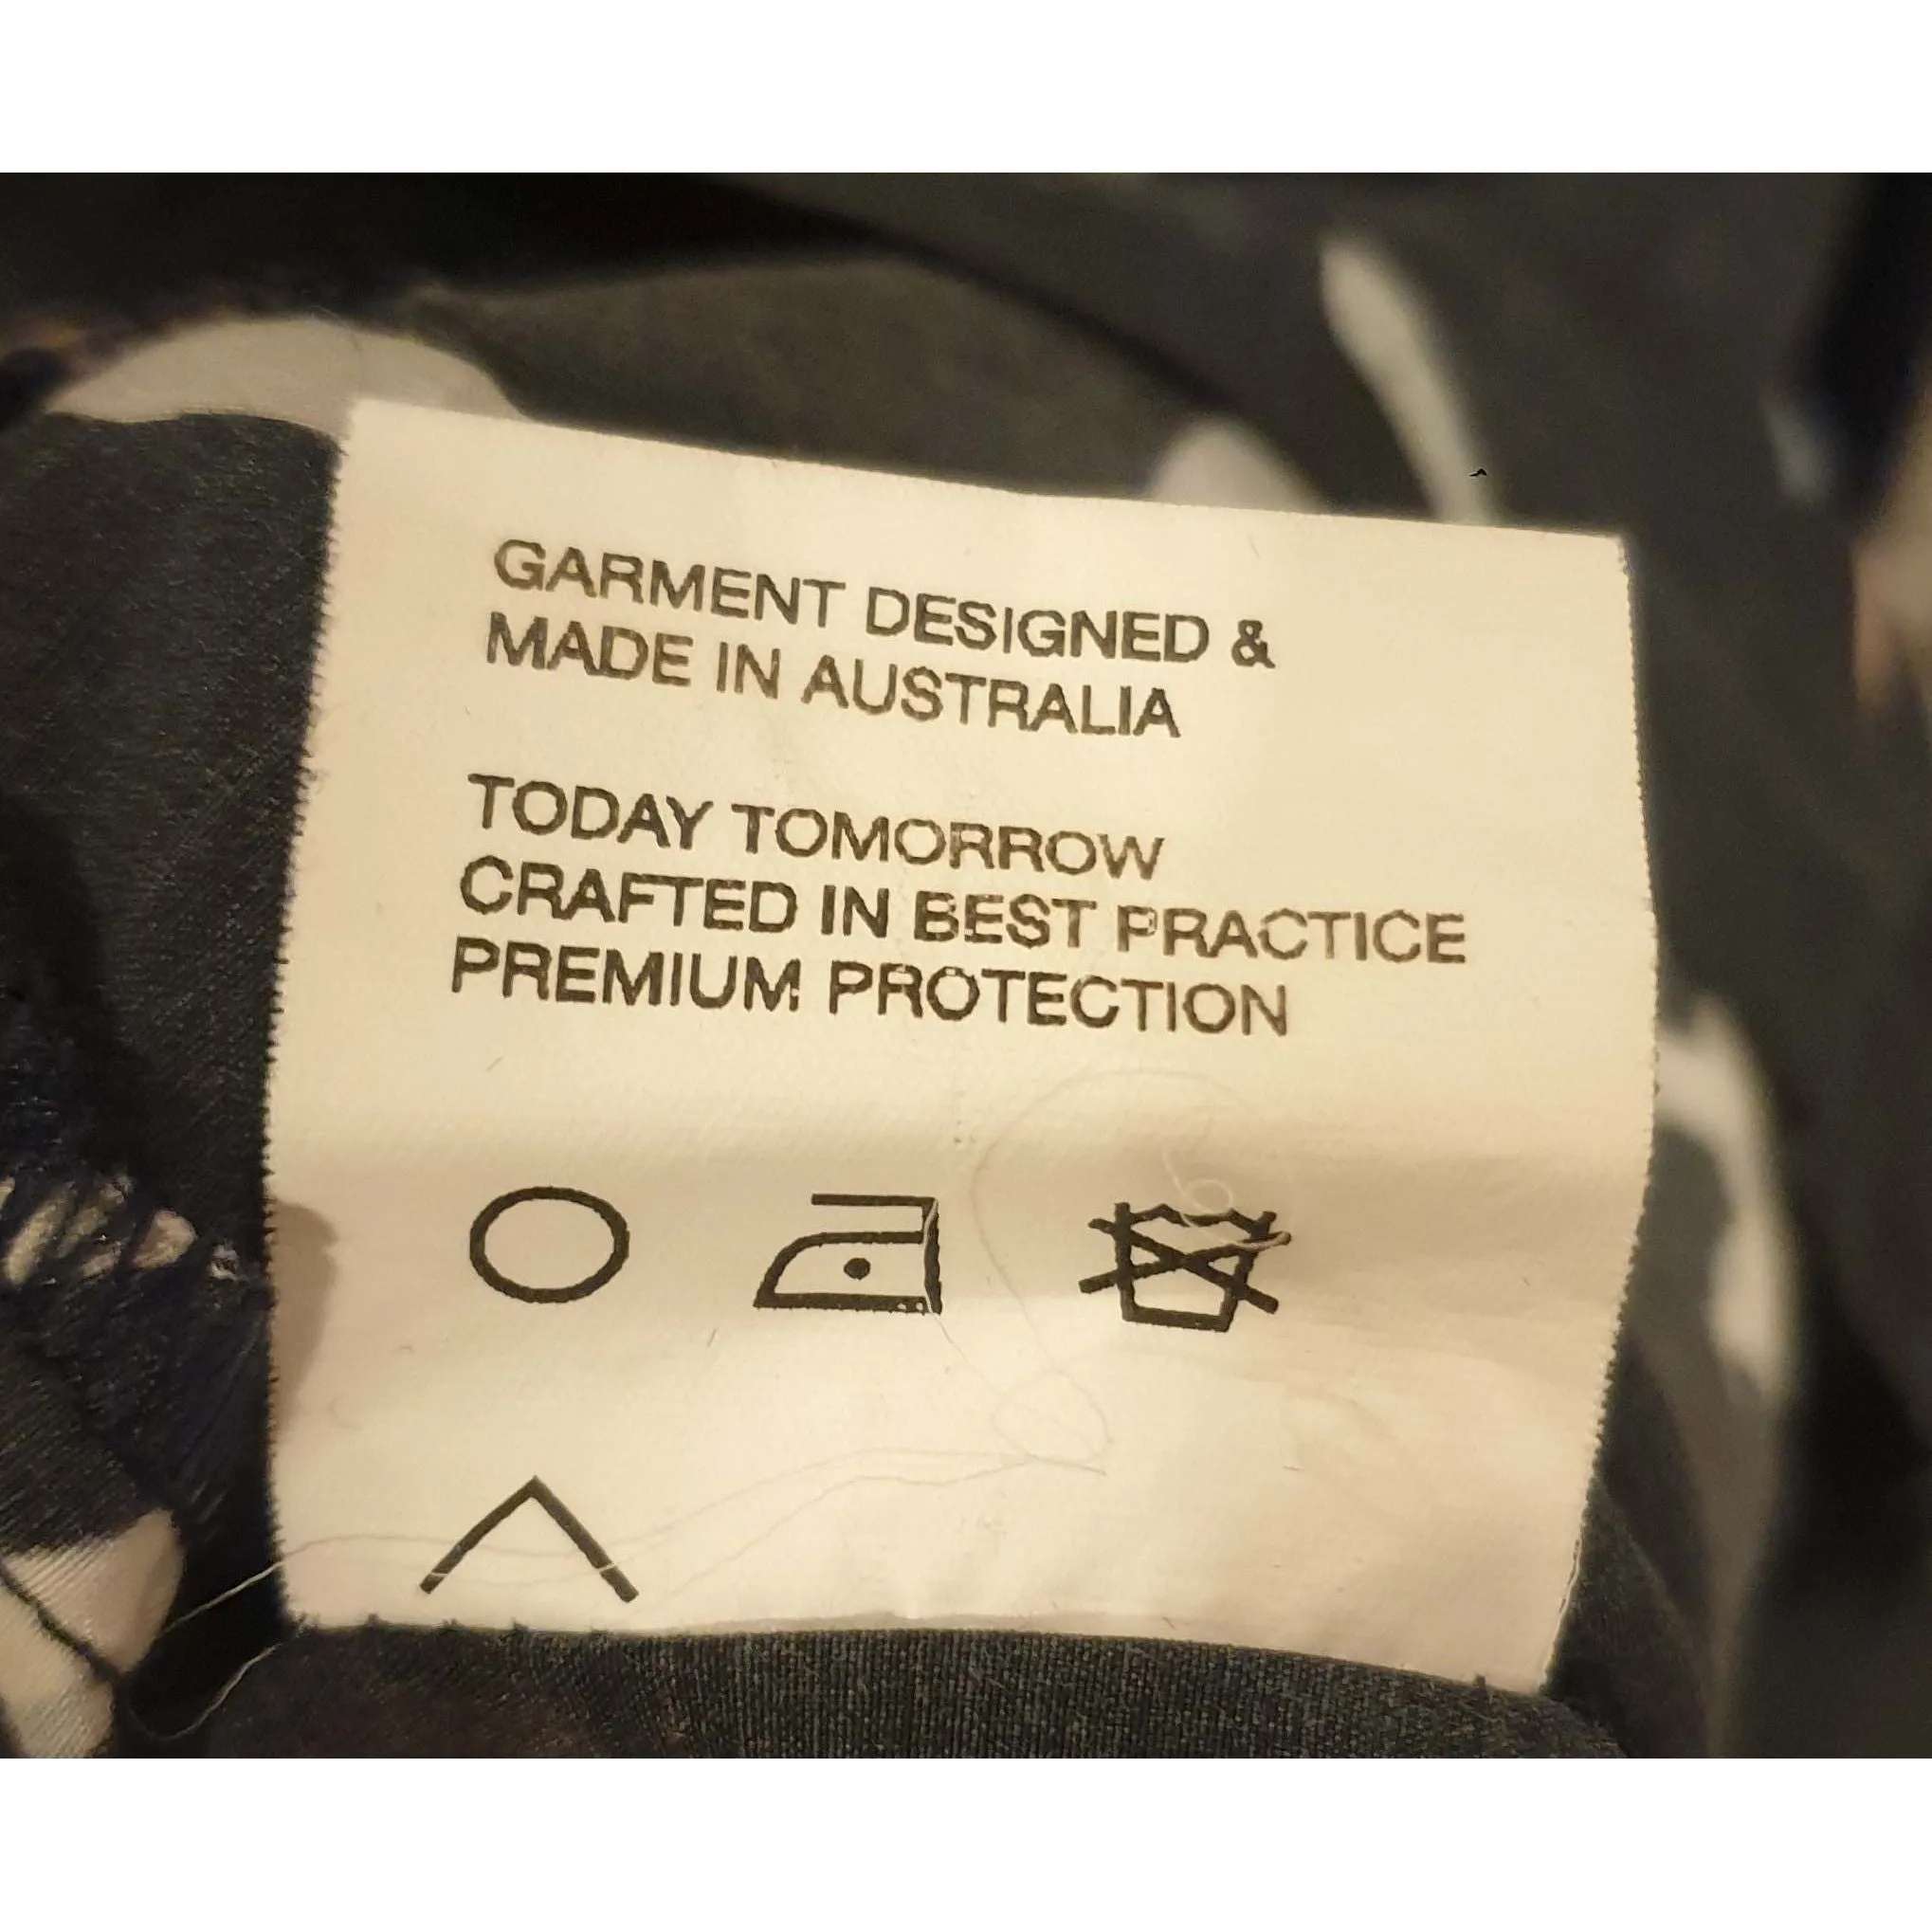 GARMENT DESIGNED &
MADE IN AUSTRALIA
TODAY TOMORROW
CRAFTED IN BEST PRACTICE
PREMIUM PROTECTION